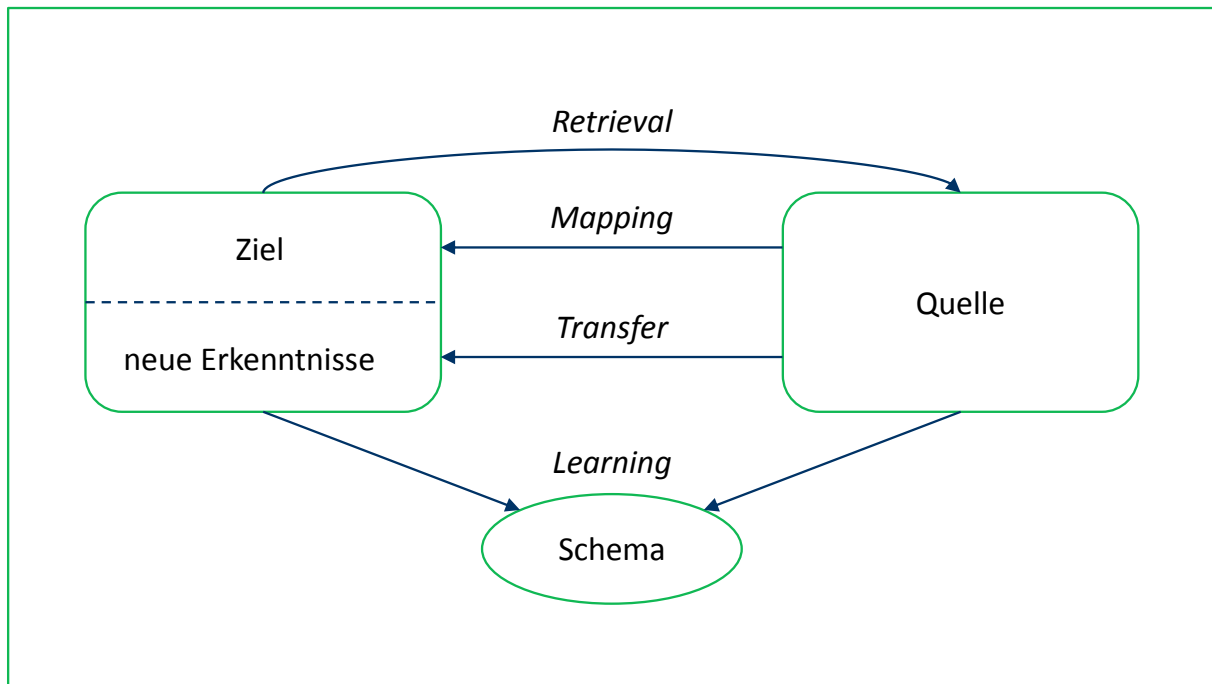 Retrieval
Mapping
Ziel
Quelle
Transfer
neue Erkenntnisse
Learning
Schema